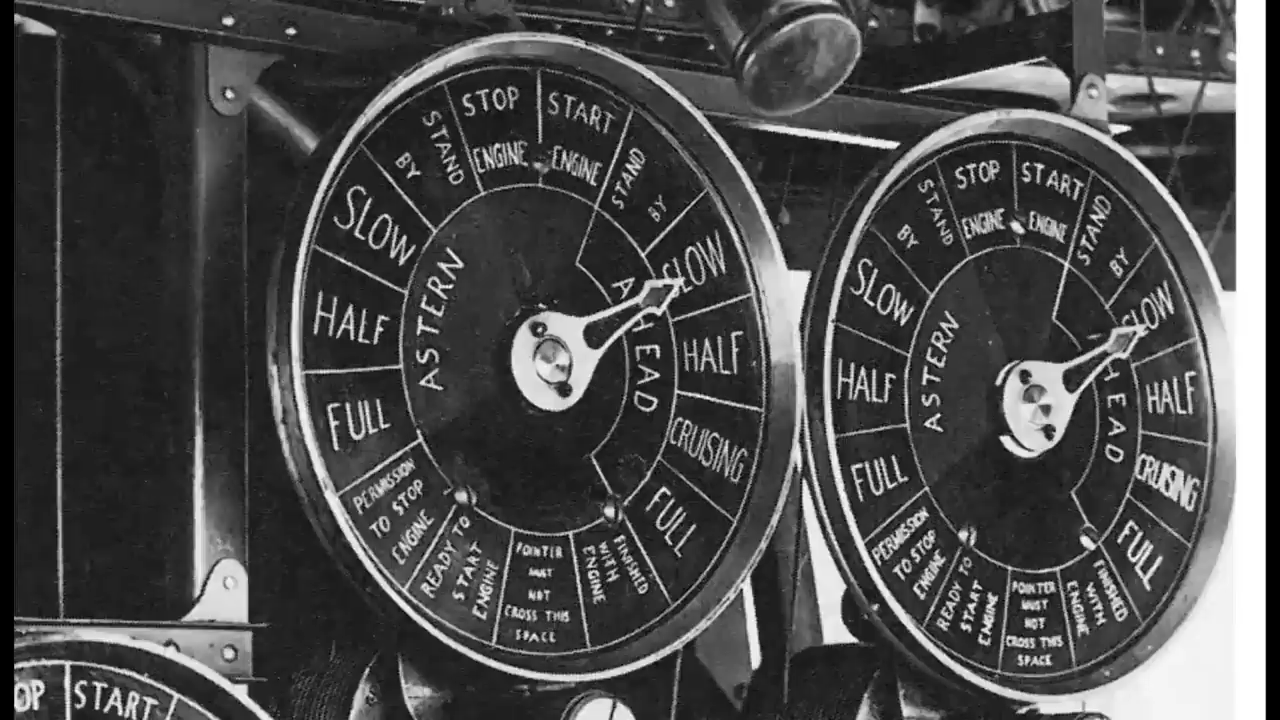 STOP
ENGINE
START
ENGINE
STAND
BY
SLOW
HALF
CRUISING
FULL
FINISHED
WITH
ENGINE
POINTER
MUST
NOT
CROSS THIS
SPACE
READY TO
START
ENGINE
PERMISSION
TO STOP
ENGINE
FULL
HALF
SLOW
STAND
BY
ASTERN
AHEAD
STOP
ENGINE
START
ENGINE
STAND
BY
SLOW
HALF
CRUISING
FULL
FINISHED
WITH
ENGINE
POINTER
MUST
NOT
CROSS THIS
SPACE
READY TO
START
ENGINE
PERMISSION
TO STOP
ENGINE
FULL
HALF
SLOW
STAND
BY
ASTERN
AHEAD
OP
START